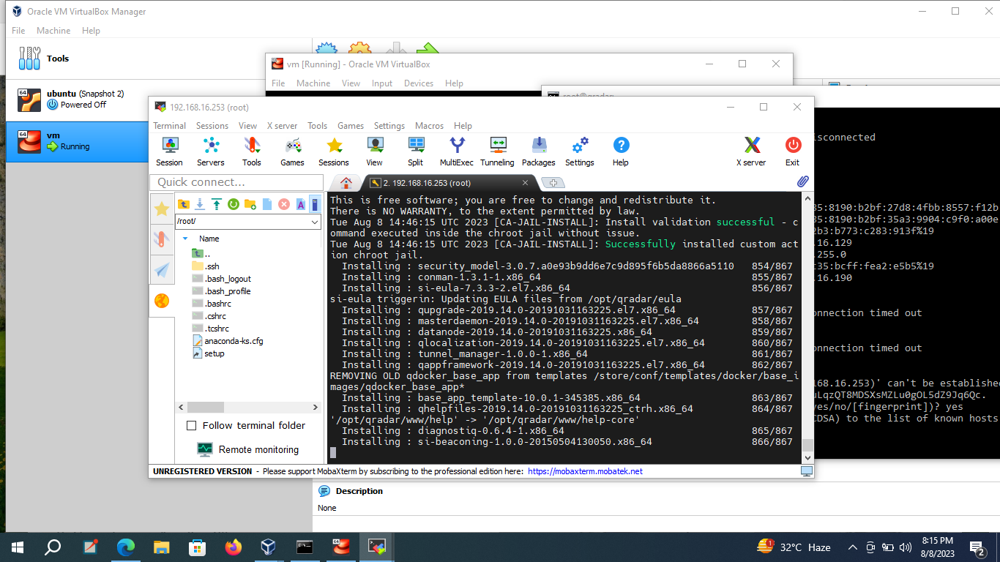 Oracle VM VirtualBox Manager
File Machine Help
Tools
ubuntu (Snapshot 2)
Powered Off
64
vm
Running
64
vm [Running] - Oracle VM VirtualBox
File Machine View Input Devices Help
root@qradar:
192.168.16.253 (root)
Terminal Sessions View X server Tools Games Settings Macros Help
Session Servers Tools Games Sessions View Split MultiExec Tunneling Packages Settings Help X server Exit
Quick connect...
2. 192.168.16.253 (root)
/root/
Name
..
.ssh
.bash_logout
.bash_profile
.bashrc
.cshrc
.tcshrc
anaconda-ks.cfg
setup
Follow terminal folder
Remote monitoring
This is free software; you are free to change and redistribute it.
There is NO WARRANTY, to the extent permitted by law.
Tue Aug 8 14:46:15 UTC 2023 [CA-JAIL-INSTALL]: Install validation successful - c
ommand executed inside the chroot jail without issue.
Tue Aug 8 14:46:15 UTC 2023 [CA-JAIL-INSTALL]: Successfully installed custom act
ion chroot jail.
Installing : security_model-3.0.7.a0e93b9dd6e7c9d895f6b5da8866a5110 854/867
Installing : conman-1.3.1-1.x86_64 855/867
Installing : si-eula-7.3.3-2.el7.x86_64 856/867
si-eula triggerin: Updating EULA files from /opt/qradar/eula
Installing : qupgrade-2019.14.0-20191031163225.el7.x86_64 857/867
Installing : masterdaemon-2019.14.0-20191031163225.el7.x86_64 858/867
Installing : datanode-2019.14.0-20191031163225.el7.x86_64 859/867
Installing : qlocalization-2019.14.0-20191031163225.el7.x86_64 860/867
Installing : tunnel_manager-1.0.0-1.x86_64 861/867
Installing : qappframework-2019.14.0-20191031163225.el7.x86_64 862/867
REMOVING OLD qdocker_base_app from templates /store/conf/templates/docker/base_i
mages/qdocker_base_app*
Installing : base_app_template-10.0.1-345385.x86_64 863/867
Installing : qhelpfiles-2019.14.0-20191031163225_ctrh.x86_64 864/867
'/opt/qradar/www/help' -> '/opt/qradar/www/help-core'
Installing : diagnostiq-0.6.4-1.x86_64 865/867
Installing : si-beaconing-1.0.0-20150504130050.x86_64 866/867
UNREGISTERED VERSION - Please support MobaXterm by subscribing to the professional edition here: https://mobaxterm.mobatek.net
isconnected
35:8190:b2bf:27d8:4fbb:8557:f12b
35:8190:b2bf:35a3:9904:c9f0:a00e
2b3:b773:c283:913f%19
.16.129
.255.0
c35:bcff:fea2:e5b5%19
.16.190
onnection timed out
onnection timed out
168.16.253)' can't be established
uLqzQT8MDSXsMZLu0gOL5dZ9Jq6Qc.
yes/no/[fingerprint])? yes
CDSA) to the list of known hosts
Description
None
1
32°C Haze
8:15 PM
8/8/2023
2